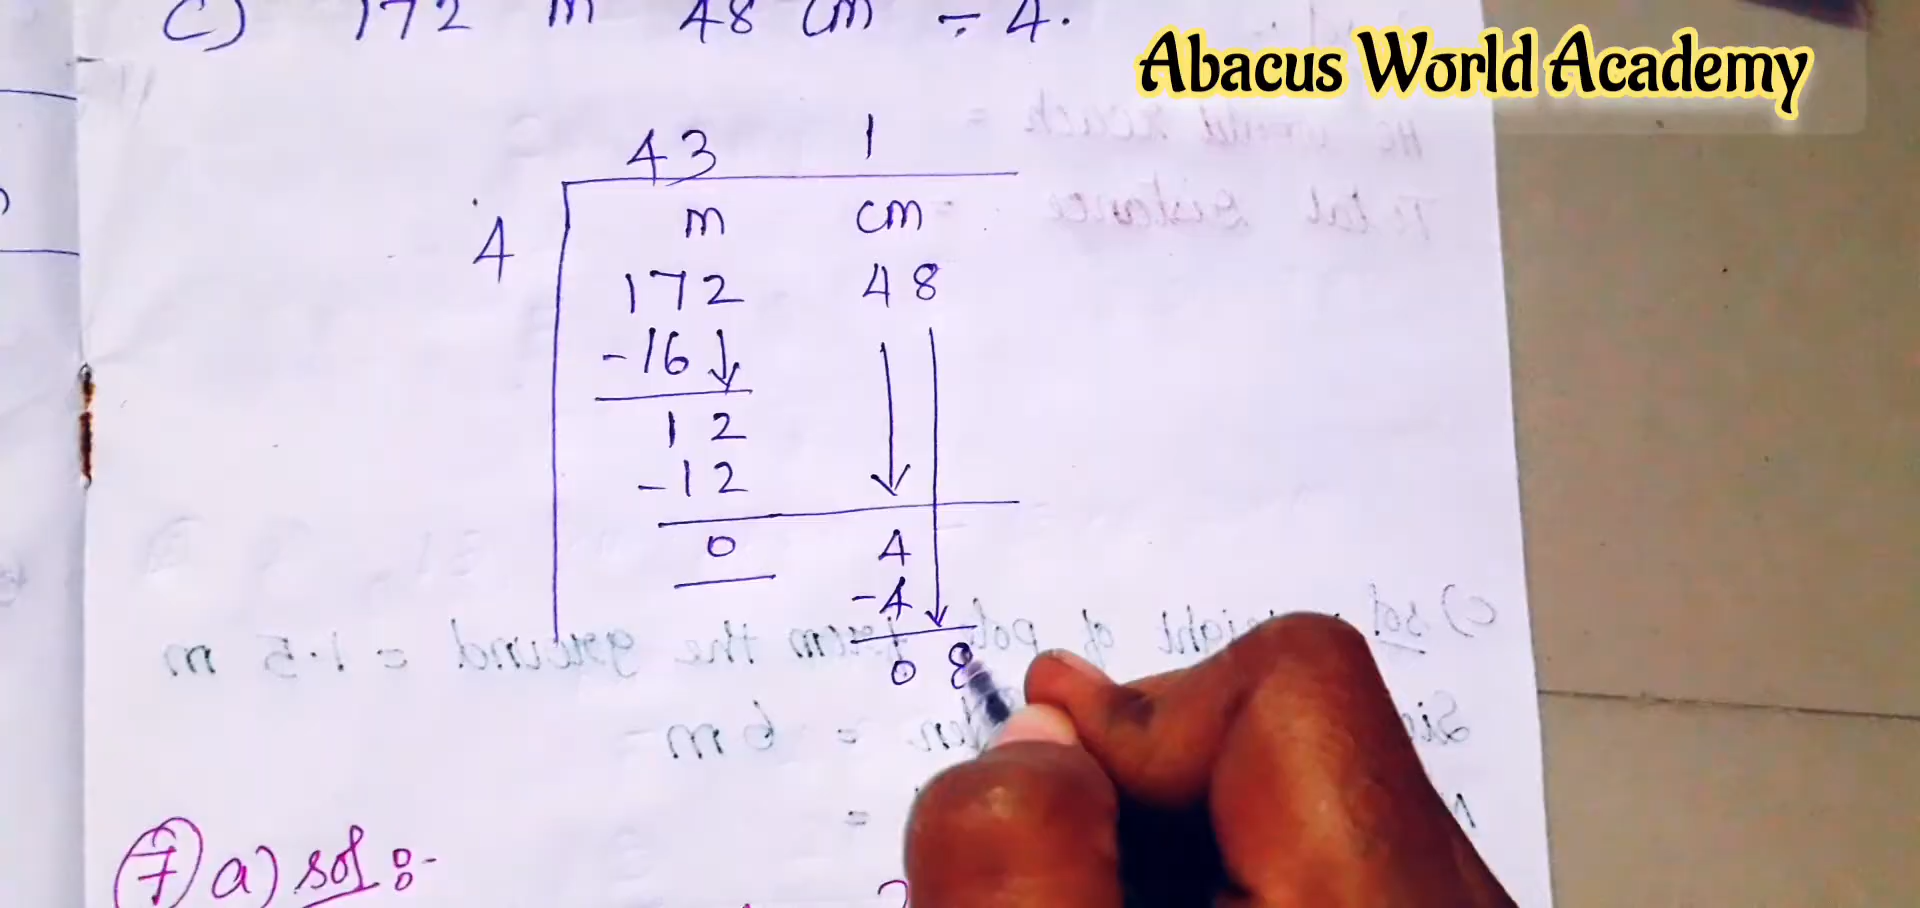 c) 172 m 48 cm ÷ 4.
Abacus World Academy
43 1
m cm
4
172 48
-16
12
-12
0 4
-4
0 8
7 a) sol :-